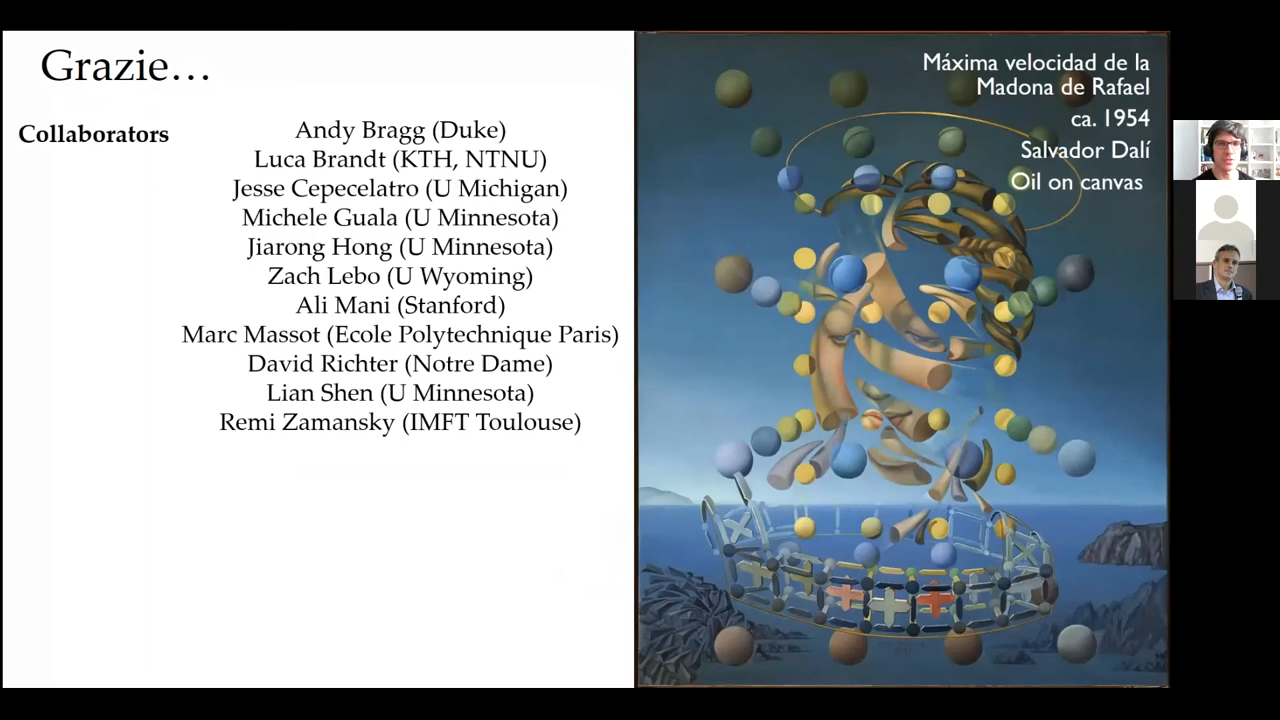 Grazie…
Collaborators
Andy Bragg (Duke)
Luca Brandt (KTH, NTNU)
Jesse Cepecelatro (U Michigan)
Michele Guala (U Minnesota)
Jiarong Hong (U Minnesota)
Zach Lebo (U Wyoming)
Ali Mani (Stanford)
Marc Massot (Ecole Polytechnique Paris)
David Richter (Notre Dame)
Lian Shen (U Minnesota)
Remi Zamansky (IMFT Toulouse)
Máxima velocidad de la
Madona de Rafael
ca. 1954
Salvador Dalí
Oil on canvas